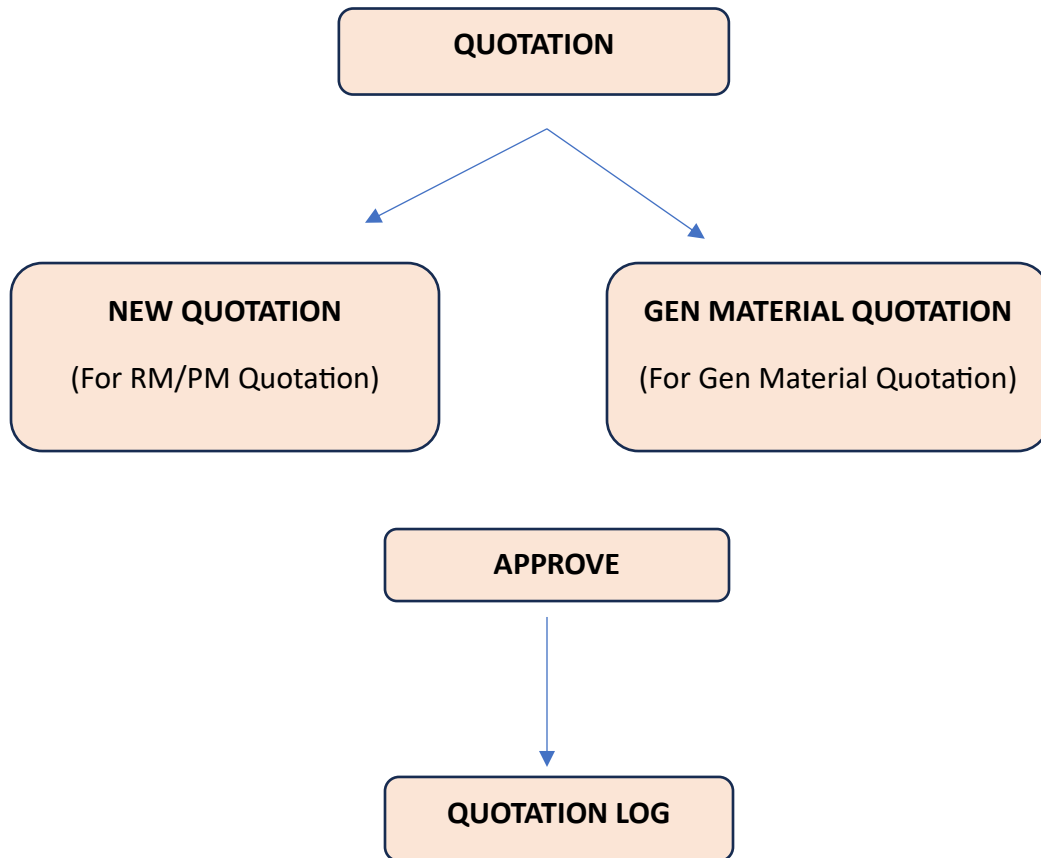 QUOTATION
NEW QUOTATION
(For RM/PM Quotation)
GEN MATERIAL QUOTATION
(For Gen Material Quotation)
APPROVE
QUOTATION LOG